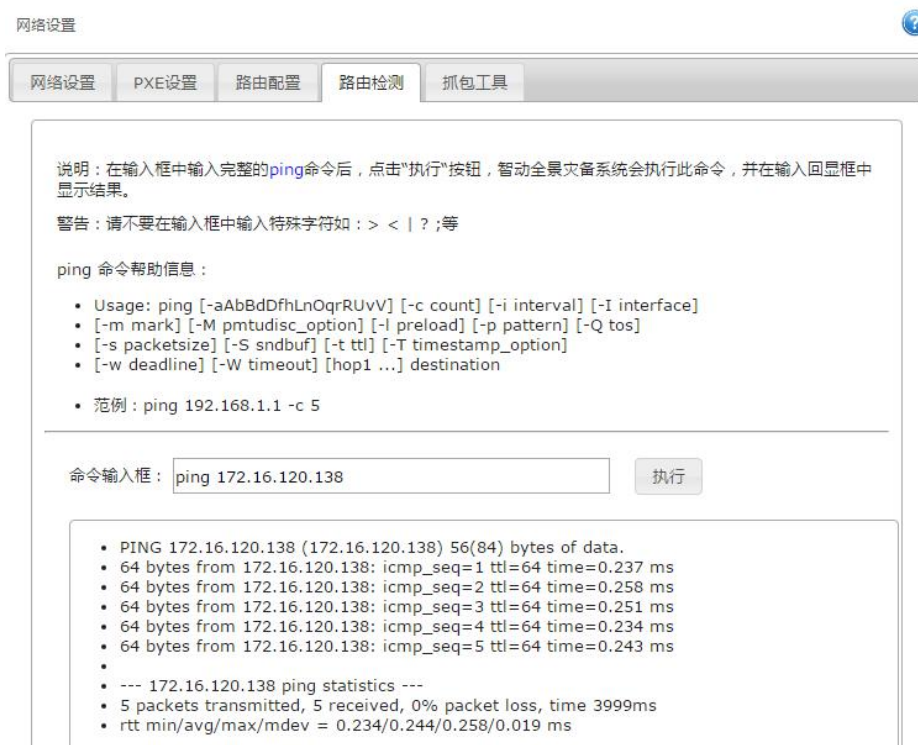 网络设置
网络设置 PXE设置 路由配置 路由检测 抓包工具
说明：在输入框中输入完整的ping命令后，点击"执行"按钮，智动全景灾备系统会执行此命令，并在输入回显框中
显示结果。
警告：请不要在输入框中输入特殊字符如：> < | ? ;等
ping 命令帮助信息：
• Usage: ping [-aAbBdDfhLnOqrRUvV] [-c count] [-i interval] [-I interface]
• [-m mark] [-M pmtudisc_option] [-l preload] [-p pattern] [-Q tos]
• [-s packetsize] [-S sndbuf] [-t ttl] [-T timestamp_option]
• [-w deadline] [-W timeout] [hop1 ...] destination
• 范例：ping 192.168.1.1 -c 5
命令输入框： ping 172.16.120.138 执行
• PING 172.16.120.138 (172.16.120.138) 56(84) bytes of data.
• 64 bytes from 172.16.120.138: icmp_seq=1 ttl=64 time=0.237 ms
• 64 bytes from 172.16.120.138: icmp_seq=2 ttl=64 time=0.258 ms
• 64 bytes from 172.16.120.138: icmp_seq=3 ttl=64 time=0.251 ms
• 64 bytes from 172.16.120.138: icmp_seq=4 ttl=64 time=0.234 ms
• 64 bytes from 172.16.120.138: icmp_seq=5 ttl=64 time=0.243 ms
•
• --- 172.16.120.138 ping statistics ---
• 5 packets transmitted, 5 received, 0% packet loss, time 3999ms
• rtt min/avg/max/mdev = 0.234/0.244/0.258/0.019 ms